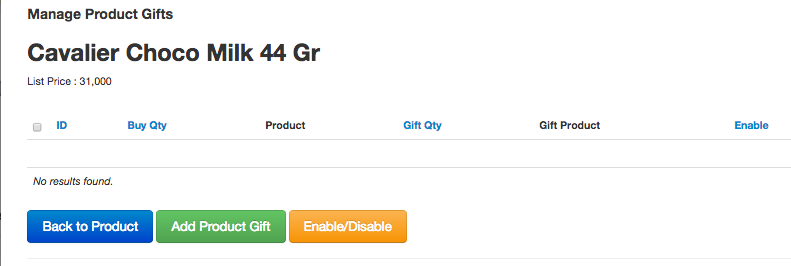 Manage Product Gifts
Cavalier Choco Milk 44 Gr
List Price : 31,000
ID Buy Qty Product Gift Qty Gift Product Enable
No results found.
Back to Product Add Product Gift Enable/Disable